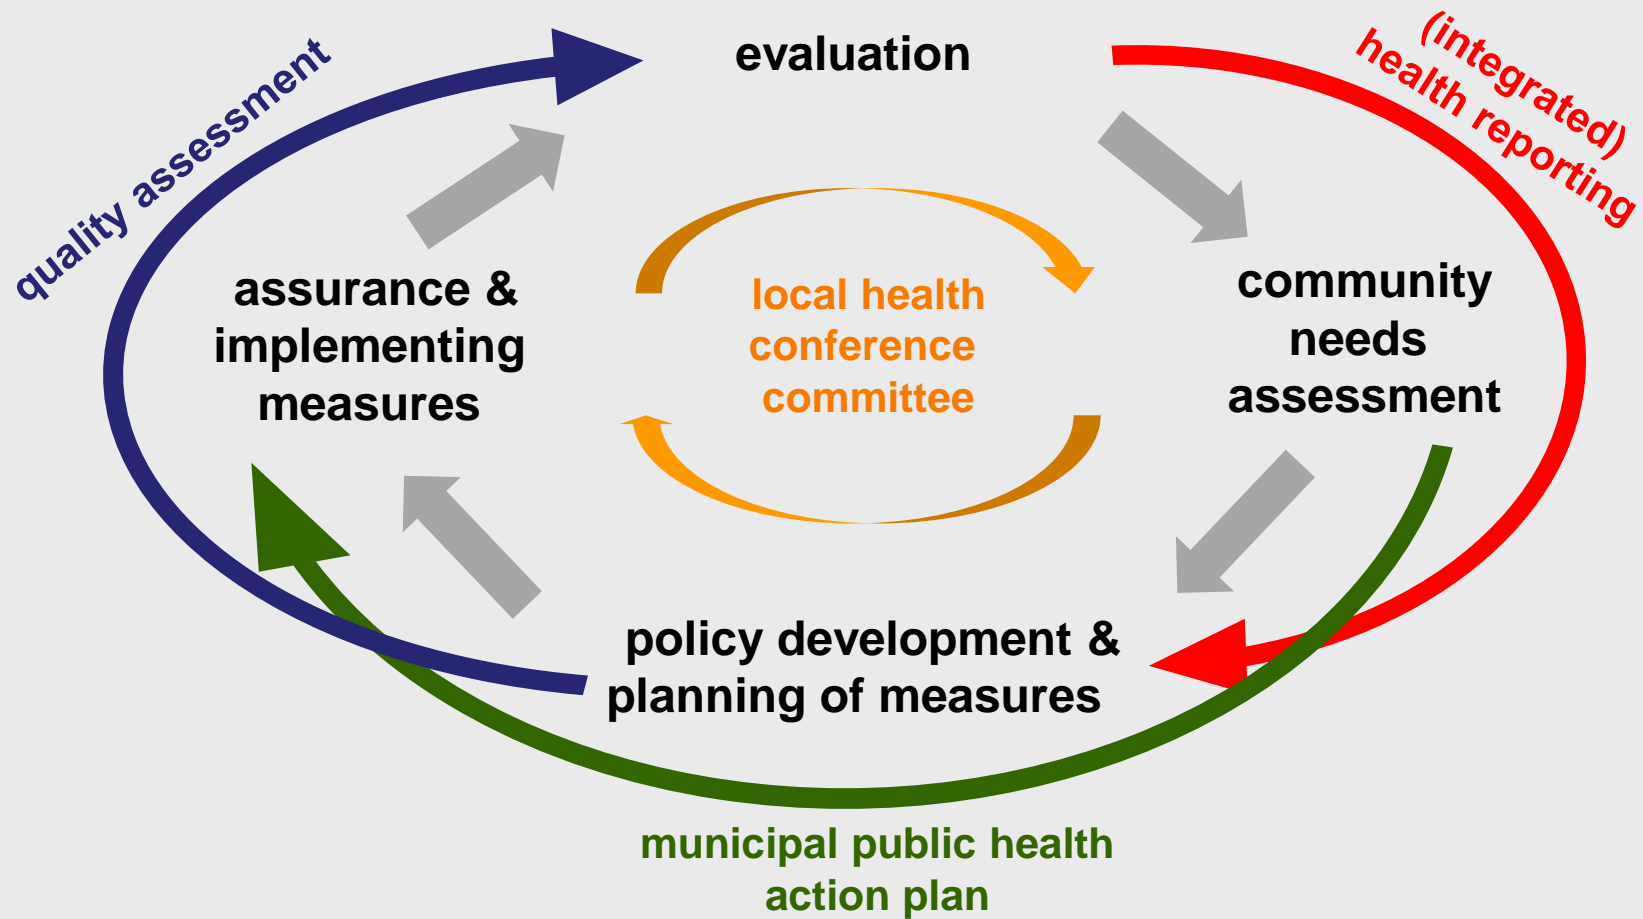 evaluation
(integrated)
health reporting
quality assessment
assurance &
implementing
measures
local health
conference
committee
community
needs
assessment
policy development &
planning of measures
municipal public health
action plan